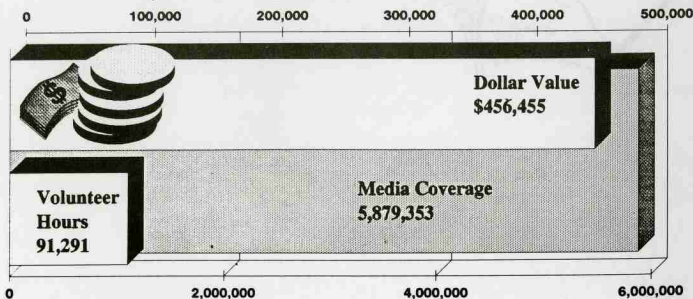 0 100,000 200,000 300,000 400,000 500,000
$$
Dollar Value
$456,455
Media Coverage
5,879,353
Volunteer
Hours
91,291
0 2,000,000 4,000,000 6,000,000